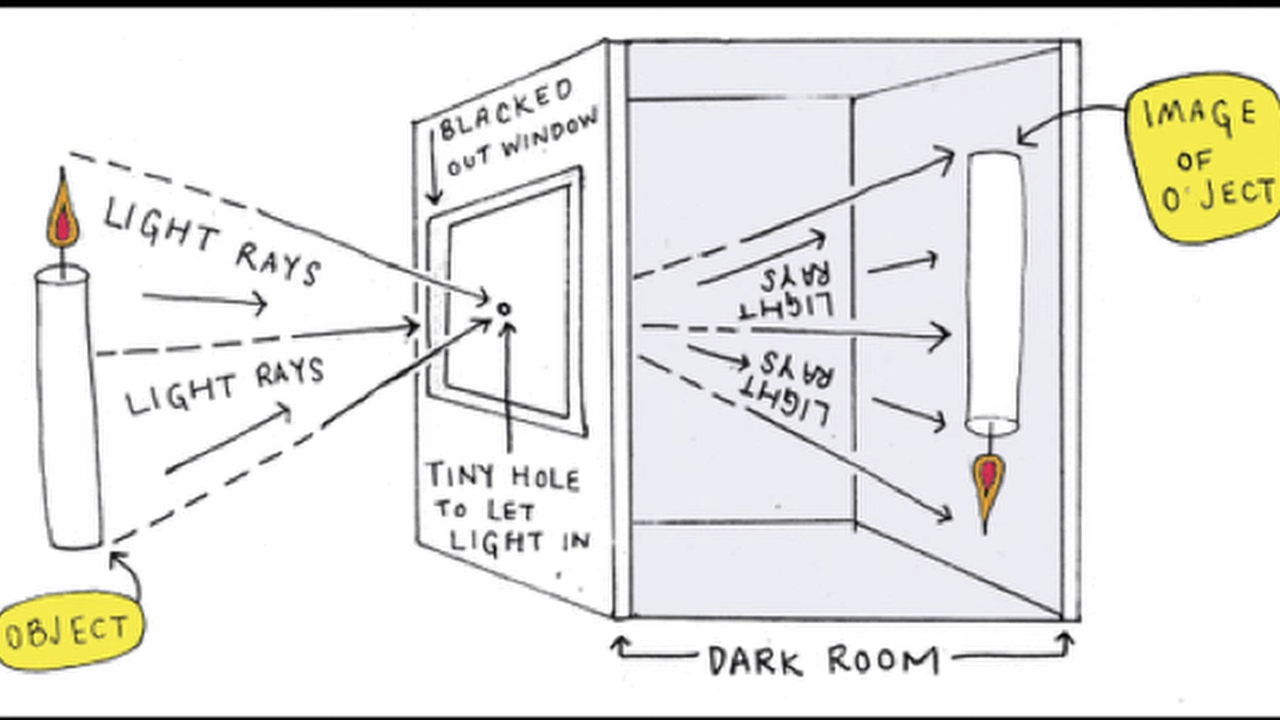 BLACKED
OUT WINDOW
LIGHT RAYS
LIGHT RAYS
TINY HOLE
TO LET
LIGHT IN
OBJECT
LIGHT
RAYS
LIGHT
RAYS
IMAGE
OF
O'JECT
DARK ROOM